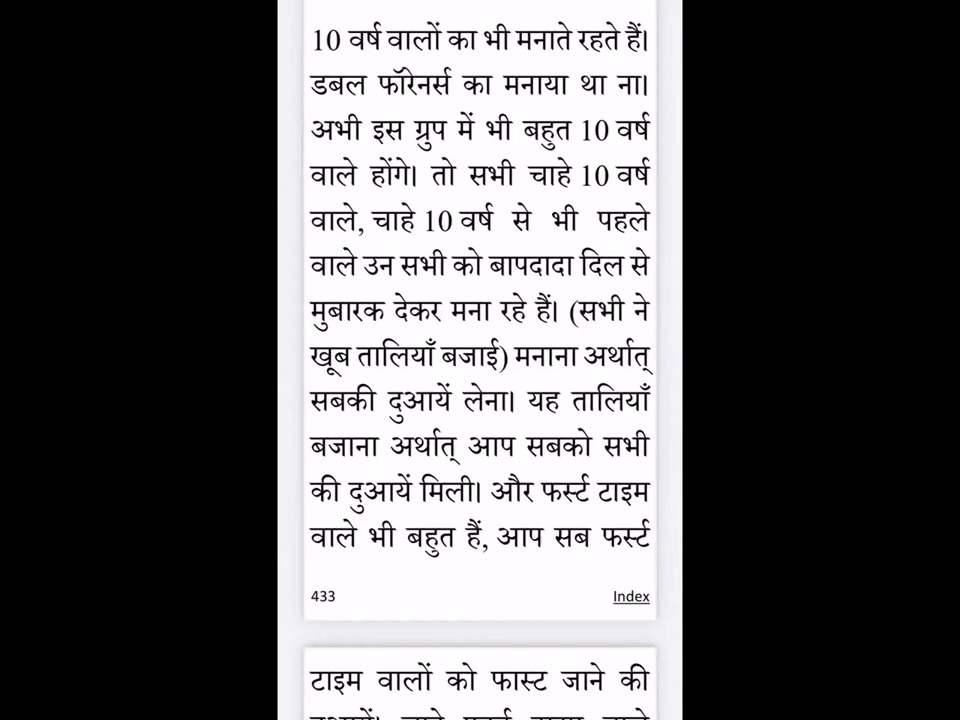 10 वर्ष वालों का भी मनाते रहते हैं।
डबल फॉरेनर्स का मनाया था ना।
अभी इस ग्रुप में भी बहुत 10 वर्ष
वाले होंगे। तो सभी चाहे 10 वर्ष
वाले, चाहे 10 वर्ष से भी पहले
वाले उन सभी को बापदादा दिल से
मुबारक देकर मना रहे हैं। (सभी ने
खूब तालियाँ बजाई) मनाना अर्थात्
सबकी दुआयें लेना। यह तालियाँ
बजाना अर्थात् आप सबको सभी
की दुआयें मिली। और फर्स्ट टाइम
वाले भी बहुत हैं, आप सब फर्स्ट
433 Index
टाइम वालों को फास्ट जाने की